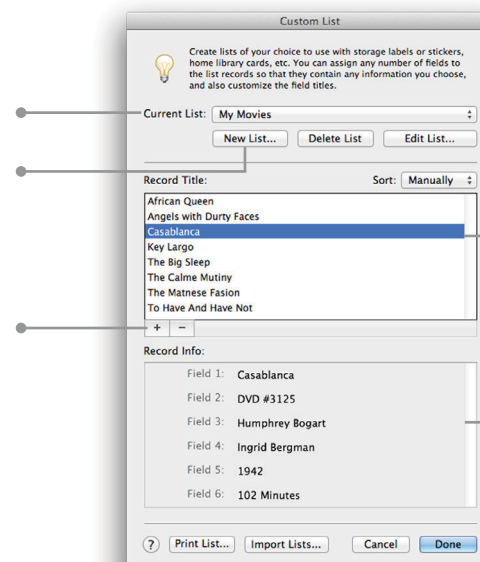 Custom List
Create lists of your choice to use with storage labels or stickers,
home library cards, etc. You can assign any number of fields to
the list records so that they contain any information you choose,
and also customize the field titles.
Current List: My Movies
New List... Delete List Edit List...
Record Title: Sort: Manually
African Queen
Angels with Durty Faces
Casablanca
Key Largo
The Big Sleep
The Calme Mutiny
The Matnese Fasion
To Have And Have Not
+ −
Record Info:
Field 1: Casablanca
Field 2: DVD #3125
Field 3: Humphrey Bogart
Field 4: Ingrid Bergman
Field 5: 1942
Field 6: 102 Minutes
? Print List... Import Lists... Cancel Done